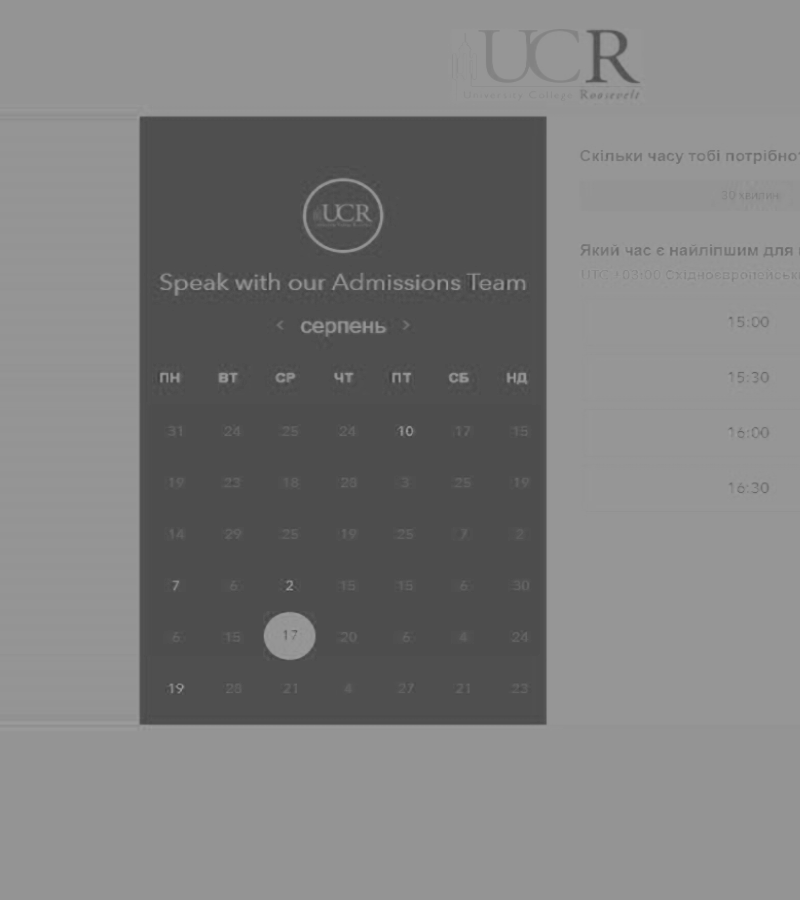 UCR
University College Roosevelt
UCR
Speak with our Admissions Team
< серпень >
ПН ВТ СР ЧТ ПТ СБ НД
31 24 25 24 10 17 15
19 23 18 28 3 25 19
14 29 25 19 25 7 2
7 6 2 15 15 6 30
6 15 17 20 6 4 24
19 28 21 4 27 21 23
Скільки часу тобі потрібно
30 хвилин
Який час є найліпшим для
UTC +03:00
15:00
15:30
16:00
16:30